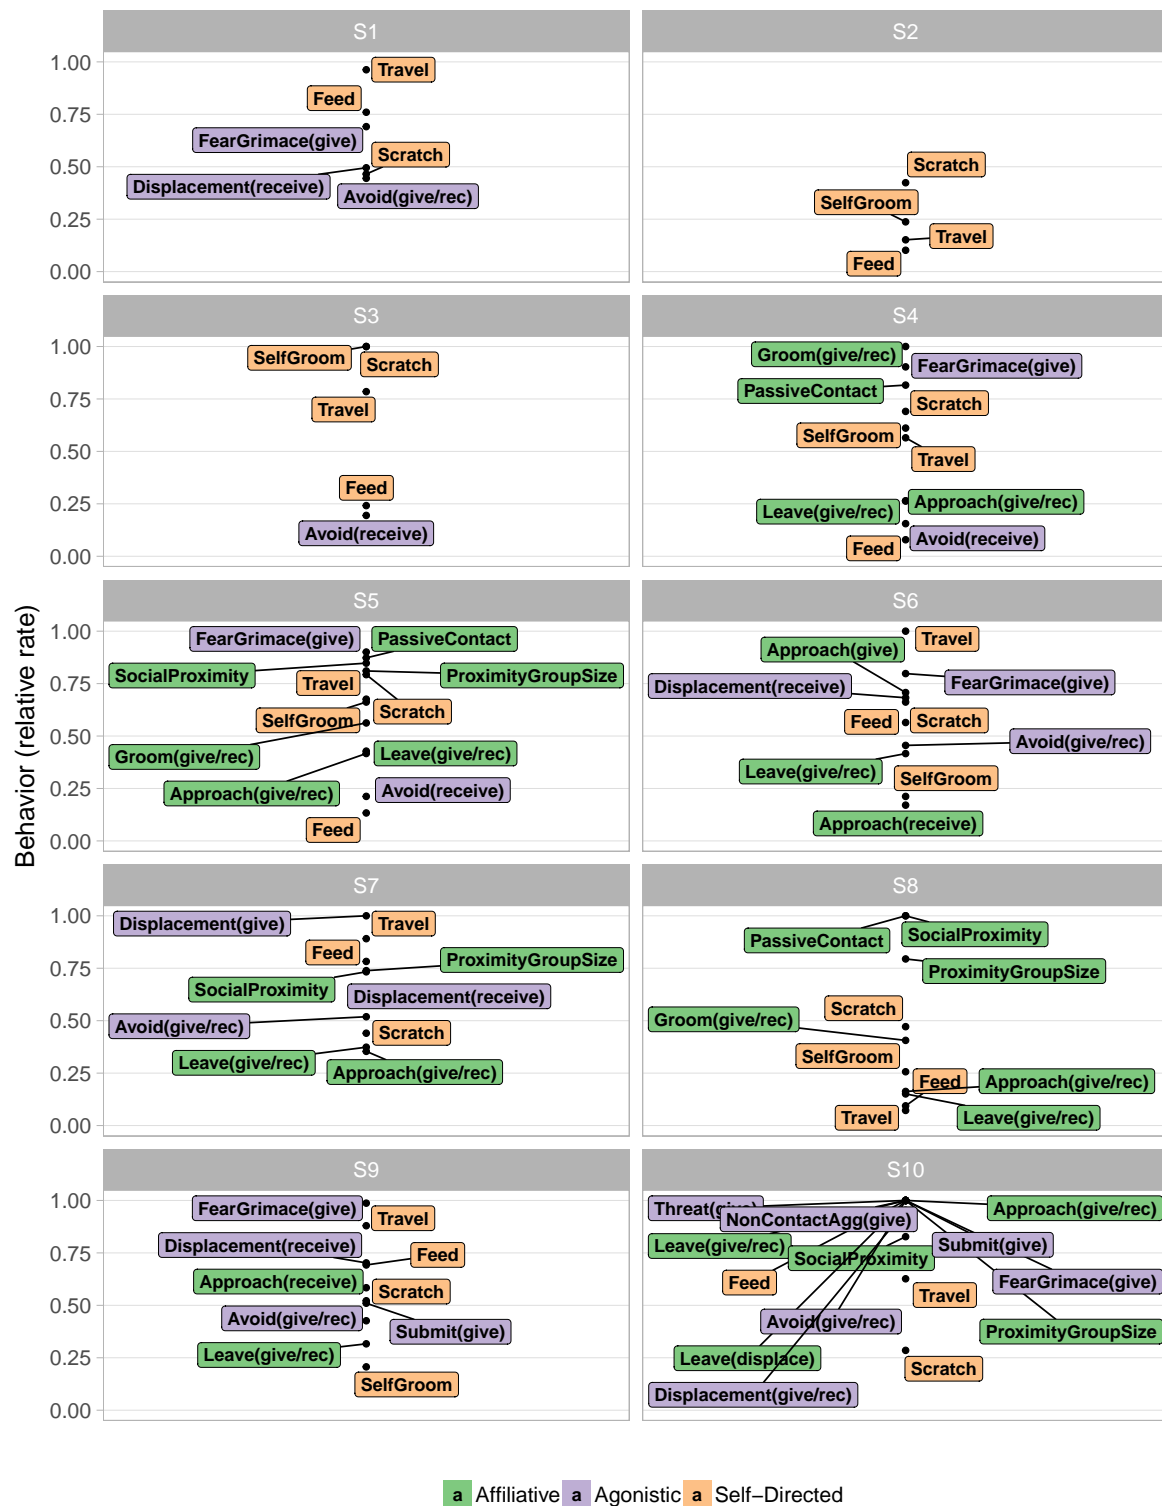 S1
S2
1.00
0.75
0.50
0.25
0.00
Travel
Feed
FearGrimace(give)
Scratch
Displacement(receive)
Avoid(give/rec)
Scratch
SelfGroom
Travel
Feed
S3
S4
1.00
0.75
0.50
0.25
0.00
SelfGroom
Scratch
Travel
Feed
Avoid(receive)
Groom(give/rec)
FearGrimace(give)
PassiveContact
Scratch
SelfGroom
Travel
Approach(give/rec)
Leave(give/rec)
Avoid(receive)
Feed
Behavior (relative rate)
S5
S6
1.00
0.75
0.50
0.25
0.00
FearGrimace(give)
PassiveContact
SocialProximity
ProximityGroupSize
Travel
Scratch
SelfGroom
Groom(give/rec)
Leave(give/rec)
Approach(give/rec)
Avoid(receive)
Feed
Travel
Approach(give)
FearGrimace(give)
Displacement(receive)
Feed
Scratch
Avoid(give/rec)
Leave(give/rec)
SelfGroom
Approach(receive)
S7
S8
1.00
0.75
0.50
0.25
0.00
Displacement(give)
Travel
Feed
ProximityGroupSize
SocialProximity
Displacement(receive)
Avoid(give/rec)
Scratch
Leave(give/rec)
Approach(give/rec)
PassiveContact
SocialProximity
ProximityGroupSize
Scratch
Groom(give/rec)
SelfGroom
Feed
Approach(give/rec)
Travel
Leave(give/rec)
S9
S10
1.00
0.75
0.50
0.25
0.00
FearGrimace(give)
Travel
Displacement(receive)
Feed
Approach(receive)
Scratch
Avoid(give/rec)
Submit(give)
Leave(give/rec)
SelfGroom
Threat(give)
Approach(give/rec)
NonContactAgg(give)
Leave(give/rec)
Submit(give)
SocialProximity
Feed
FearGrimace(give)
Travel
Avoid(give/rec)
ProximityGroupSize
Leave(displace)
Scratch
Displacement(give/rec)
a Affiliative a Agonistic a Self−Directed